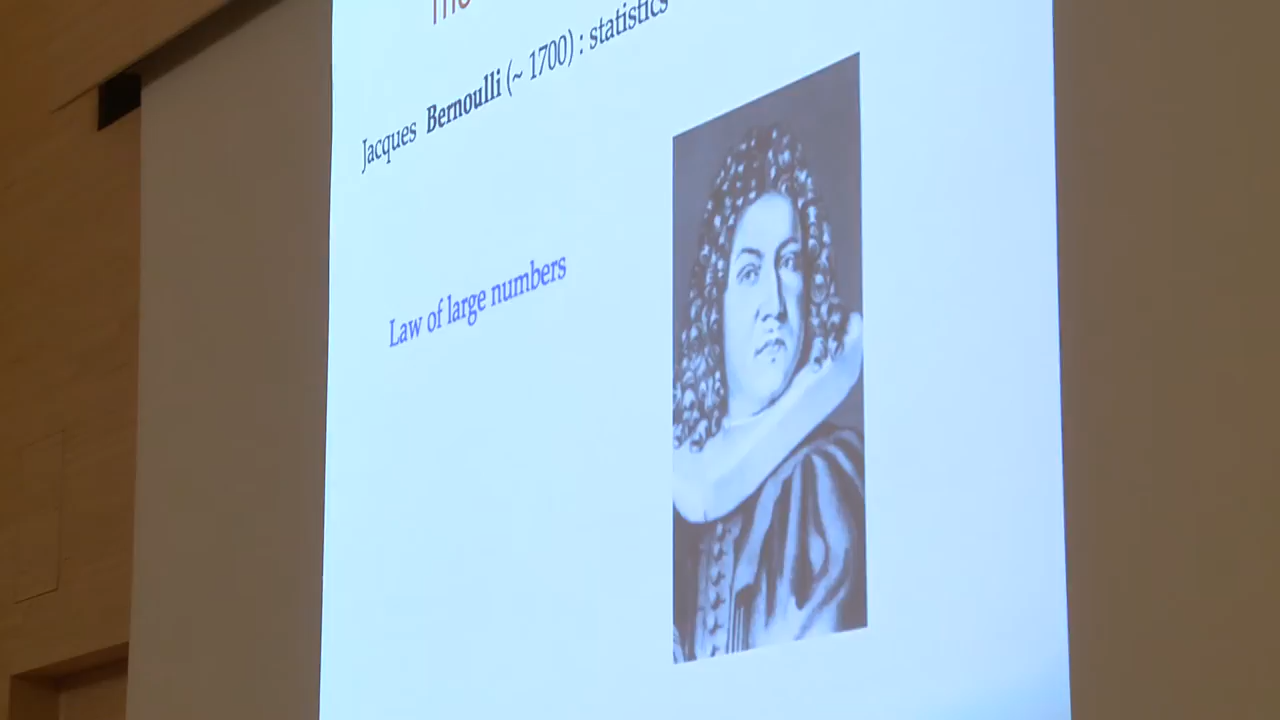 Jacques Bernoulli (~ 1700) : statistics
Law of large numbers